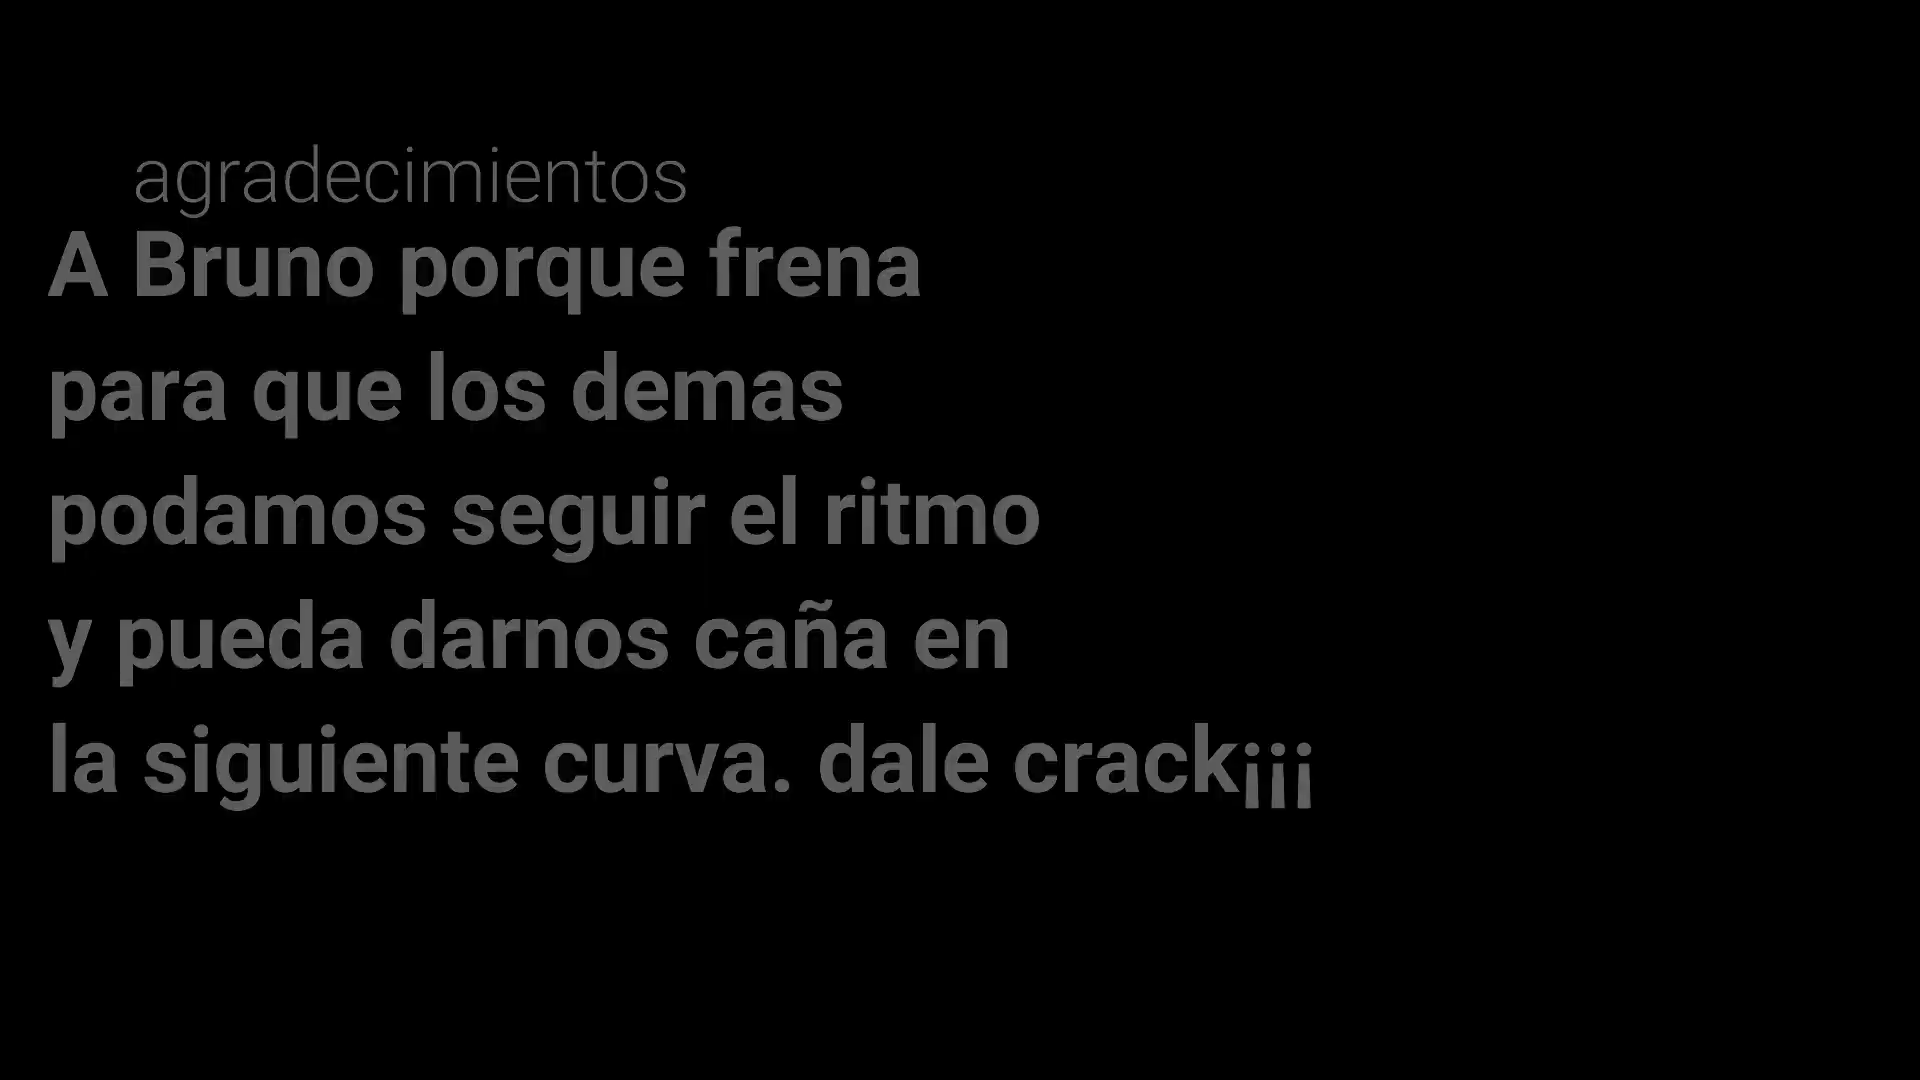 agradecimientos
A Bruno porque frena
para que los demas
podamos seguir el ritmo
y pueda darnos caña en
la siguiente curva. dale crack¡¡¡